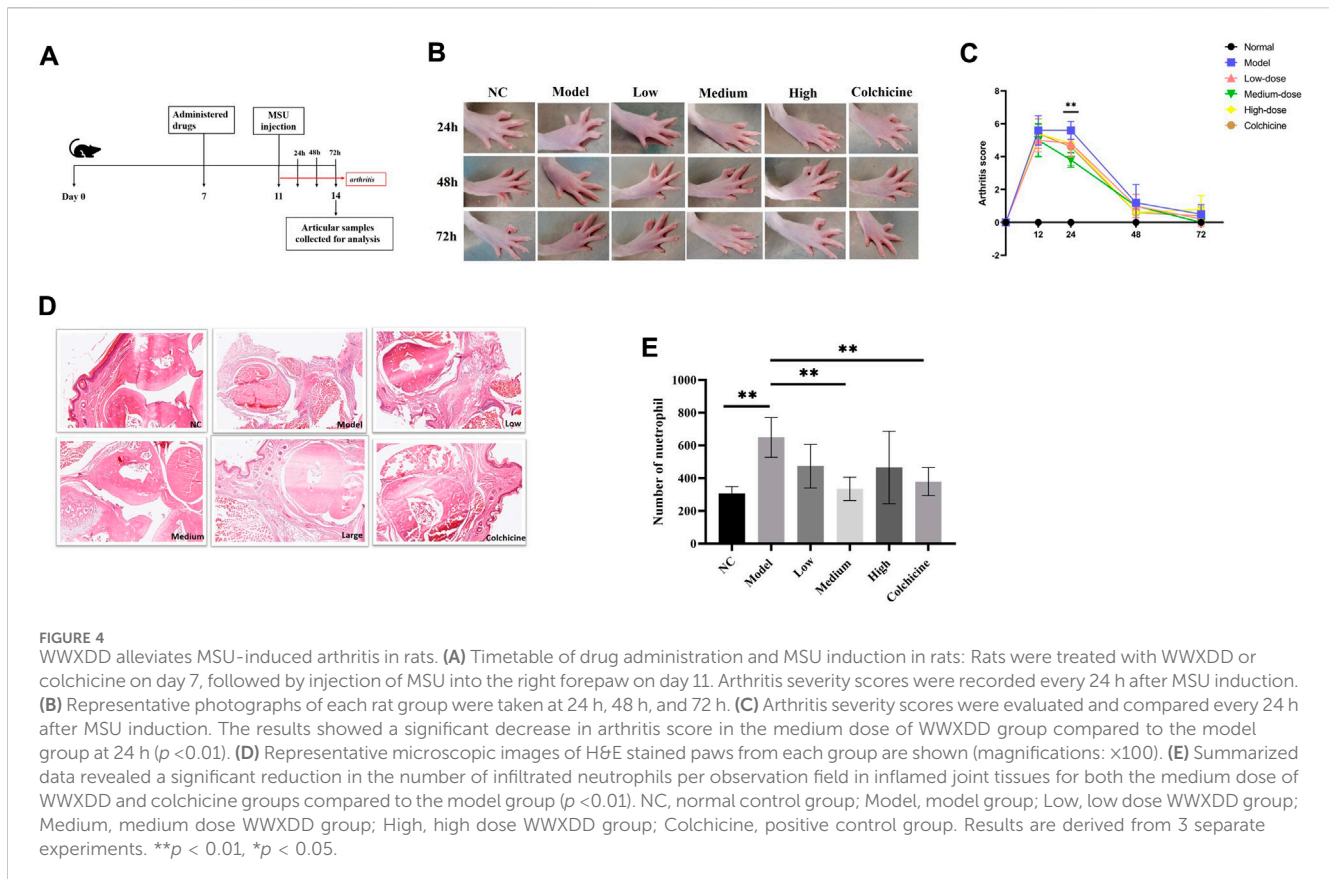 A
Administered
drugs
MSU
injection
24h
48h
72h
arthritis
Day 0
7
11
14
Articular samples
collected for analysis
B
NC
Model
Low
Medium
High
Colchicine
24h
48h
72h
C
Normal
Model
Low-dose
Medium-dose
High-dose
Colchicine
**
Arthritis score
8
6
4
2
0
-2
12
24
48
72
D
NC
Model
Low
Medium
Large
Colchicine
E
**
**
**
Number of nuetrophil
1000
800
600
400
200
0
NC
Model
Low
Medium
High
Colchicine
FIGURE 4
WWXDD alleviates MSU-induced arthritis in rats. (A) Timetable of drug administration and MSU induction in rats: Rats were treated with WWXDD or
colchicine on day 7, followed by injection of MSU into the right forepaw on day 11. Arthritis severity scores were recorded every 24 h after MSU induction.
(B) Representative photographs of each rat group were taken at 24 h, 48 h, and 72 h. (C) Arthritis severity scores were evaluated and compared every 24 h
after MSU induction. The results showed a significant decrease in arthritis score in the medium dose of WWXDD group compared to the model
group at 24 h (p <0.01). (D) Representative microscopic images of H&E stained paws from each group are shown (magnifications: ×100). (E) Summarized
data revealed a significant reduction in the number of infiltrated neutrophils per observation field in inflamed joint tissues for both the medium dose of
WWXDD and colchicine groups compared to the model group (p <0.01). NC, normal control group; Model, model group; Low, low dose WWXDD group;
Medium, medium dose WWXDD group; High, high dose WWXDD group; Colchicine, positive control group. Results are derived from 3 separate
experiments. **p < 0.01, *p < 0.05.